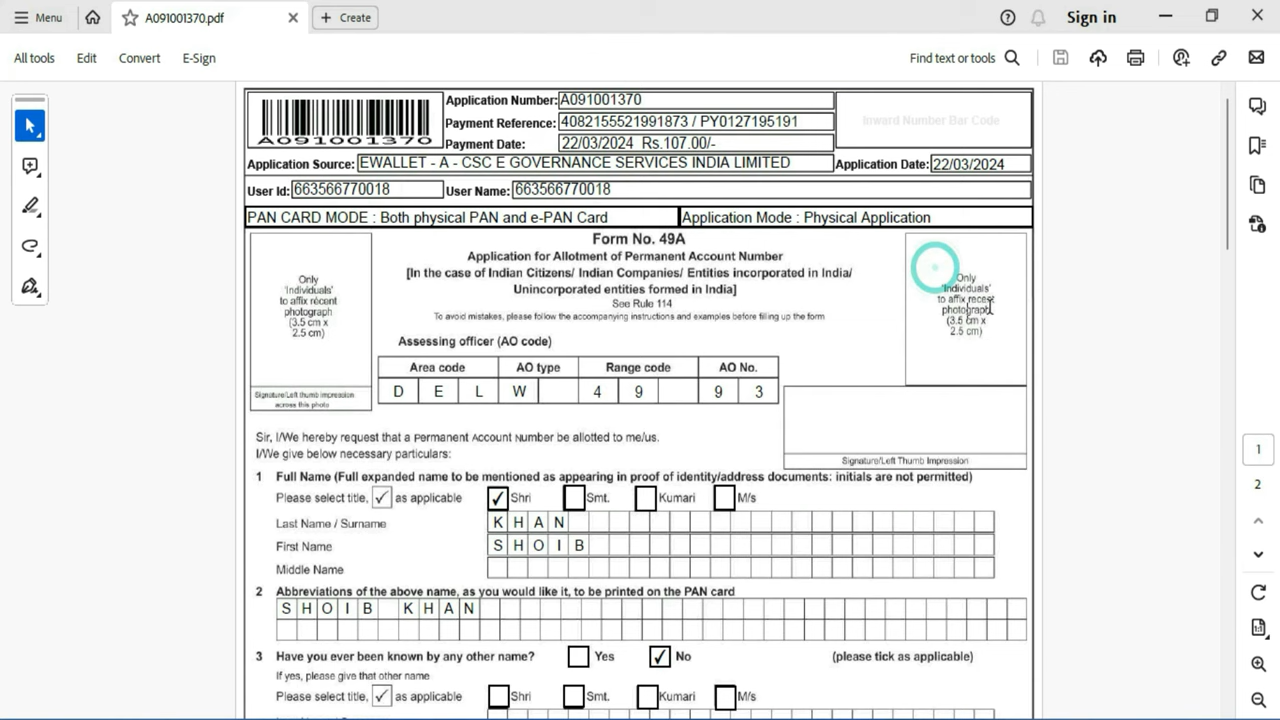 Menu
A091001370.pdf
Create
Sign in
All tools
Edit
Convert
E-Sign
Find text or tools
A091001370
Application Number:
A091001370
Payment Reference:
4082155521991873 / PY0127195191
Payment Date:
22/03/2024 Rs.107.00/-
Inward Number Bar Code
Application Source:
EWALLET - A - CSC E GOVERNANCE SERVICES INDIA LIMITED
Application Date:
22/03/2024
User Id:
663566770018
User Name:
663566770018
PAN CARD MODE : Both physical PAN and e-PAN Card
Application Mode : Physical Application
Only
'Individuals'
to affix recent
photograph
(3.5 cm x
2.5 cm)
Signature/Left thumb impression
across this photo
Form No. 49A
Application for Allotment of Permanent Account Number
[In the case of Indian Citizens/ Indian Companies/ Entities incorporated in India/
Unincorporated entities formed in India]
See Rule 114
To avoid mistakes, please follow the accompanying instructions and examples before filling up the form
Assessing officer (AO code)
Area code
AO type
Range code
AO No.
D E L W 4 9 9 3
Only
'Individuals'
to affix recent
photograph
(3.5 cm x
2.5 cm)
Signature/Left Thumb Impression
Sir, I/We hereby request that a Permanent Account Number be allotted to me/us.
I/We give below necessary particulars:
1 Full Name (Full expanded name to be mentioned as appearing in proof of identity/address documents: initials are not permitted)
Please select title, ✓ as applicable ✓ Shri Smt. Kumari M/s
Last Name / Surname K H A N
First Name S H O I B
Middle Name
2 Abbreviations of the above name, as you would like it, to be printed on the PAN card
S H O I B K H A N
3 Have you ever been known by any other name? Yes ✓ No (please tick as applicable)
If yes, please give that other name
Please select title, ✓ as applicable Shri Smt. Kumari M/s
1
2